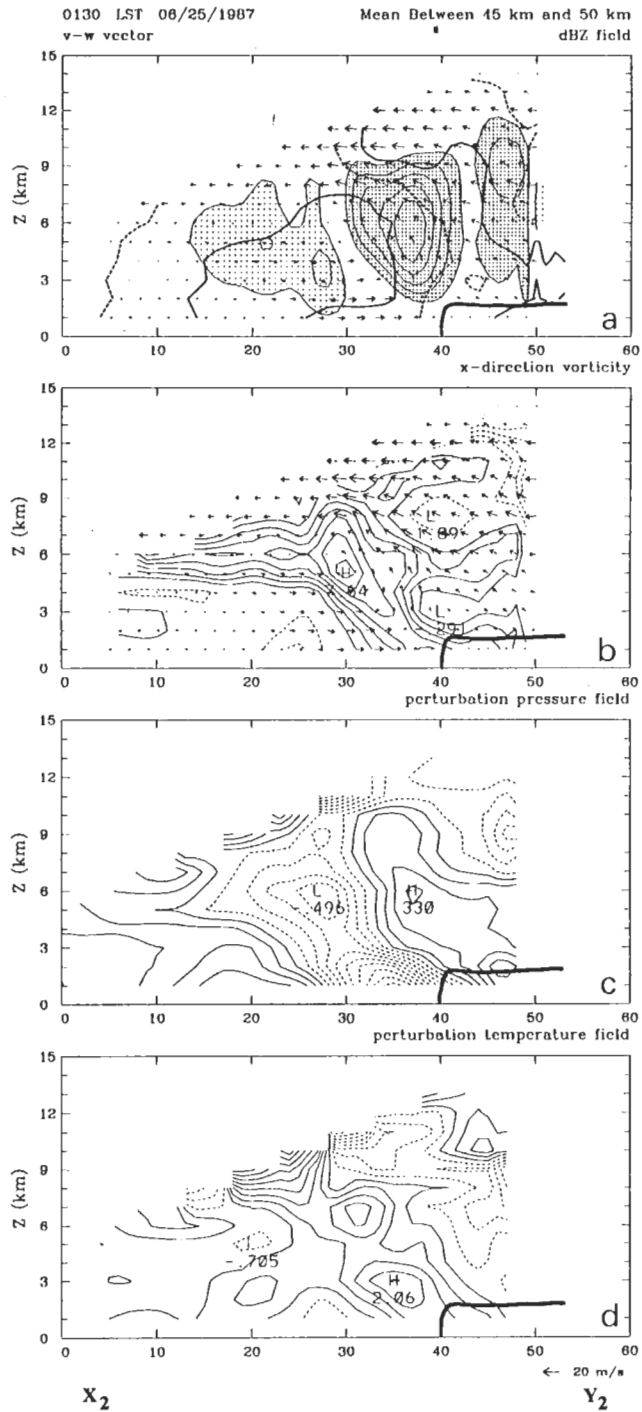 0130 LST 06/25/1987 Mean Between 45 km and 50 km
v-w vector dBZ field
15
12
9
6
3
0
Z (km)
a
0 10 20 30 40 50 60
x-direction vorticity
15
12
9
6
3
0
Z (km)
L
H
L
b
0 10 20 30 40 50 60
perturbation pressure field
15
12
9
6
3
0
Z (km)
L
-.496
H
330
c
0 10 20 30 40 50 60
perturbation temperature field
15
12
9
6
3
0
Z (km)
-.705
H
2.06
d
0 10 20 30 40 50 60
← 20 m/s
X2 Y2